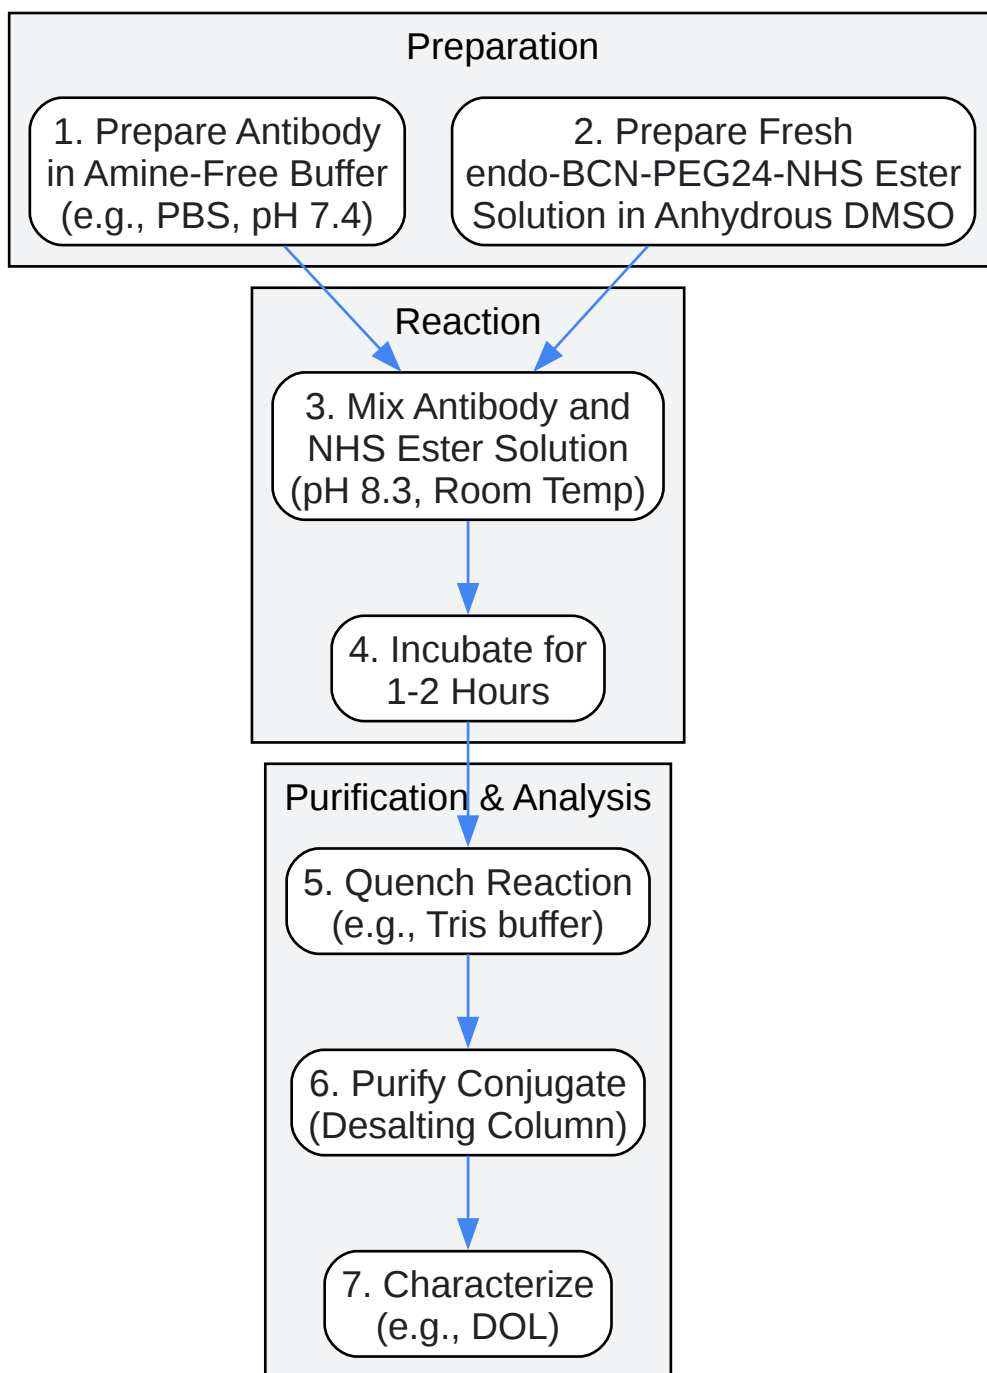 Preparation
1. Prepare Antibody
in Amine-Free Buffer
(e.g., PBS, pH 7.4)
2. Prepare Fresh
endo-BCN-PEG24-NHS Ester
Solution in Anhydrous DMSO
Reaction
3. Mix Antibody and
NHS Ester Solution
(pH 8.3, Room Temp)
4. Incubate for
1-2 Hours
Purification & Analysis
5. Quench Reaction
(e.g., Tris buffer)
6. Purify Conjugate
(Desalting Column)
7. Characterize
(e.g., DOL)